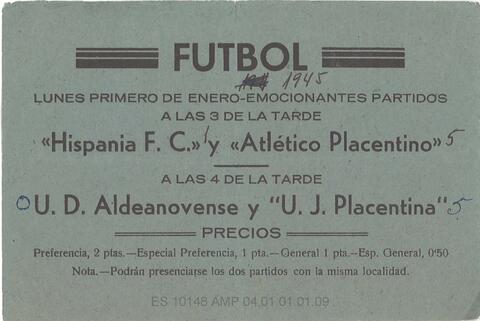 FUTBOL
1945
LUNES PRIMERO DE ENERO-EMOCIONANTES PARTIDOS
A LAS 3 DE LA TARDE
«Hispania F. C.» 1 y «Atlético Placentino» 5
A LAS 4 DE LA TARDE
0 U. D. Aldeanovense y "U. J. Placentina" 5
PRECIOS
Preferencia, 2 ptas.—Especial Preferencia, 1 pta.—General 1 pta.—Esp. General, 0'50
Nota.—Podrán presenciarse los dos partidos con la misma localidad.
ES 10148 AMP 04.01 01.01.09